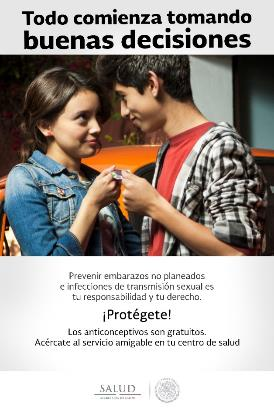 Todo comienza tomando
buenas decisiones
Prevenir embarazos no planeados
e infecciones de transmisión sexual es
tu responsabilidad y tu derecho.
¡Protégete!
Los anticonceptivos son gratuitos.
Acércate al servicio amigable en tu centro de salud
SALUD